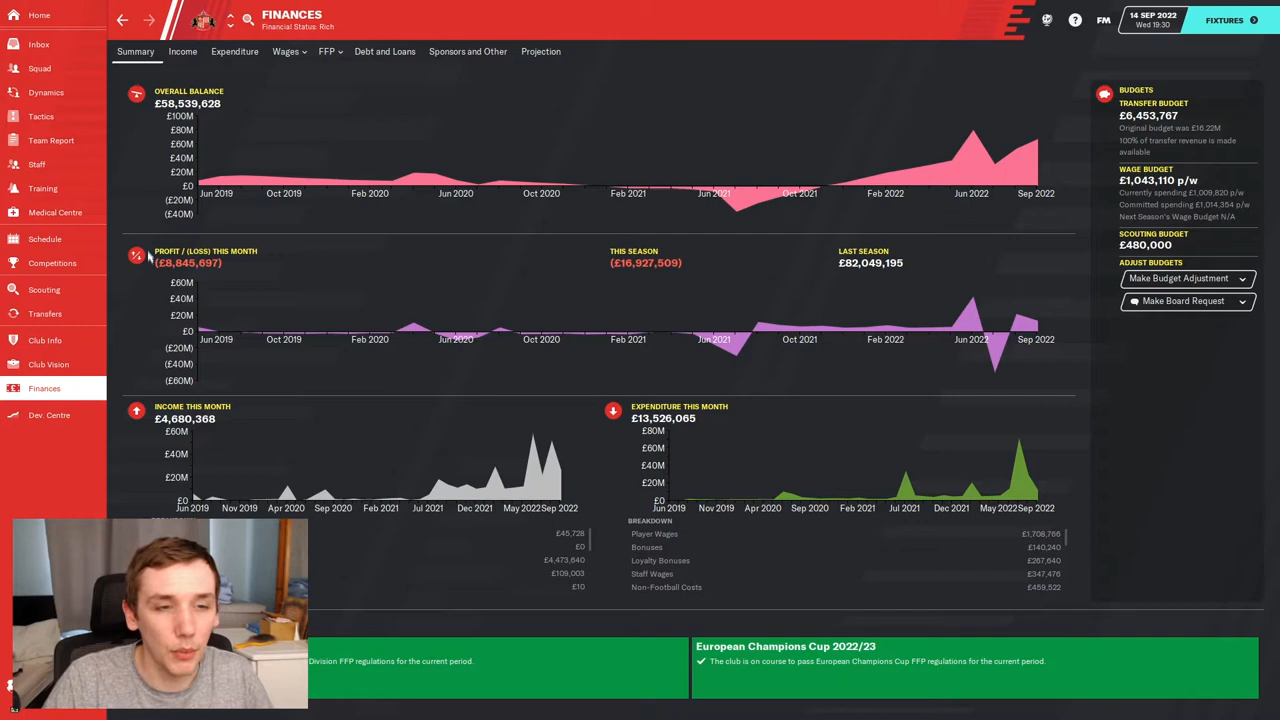 Home
Inbox
Squad
Dynamics
Tactics
Team Report
Staff
Training
Medical Centre
Schedule
Competitions
Scouting
Transfers
Club Info
Club Vision
Finances
Dev. Centre
FINANCES
Financial Status: Rich
FM
14 SEP 2022
Wed 19:30
FIXTURES
Summary
Income
Expenditure
Wages
FFP
Debt and Loans
Sponsors and Other
Projection
OVERALL BALANCE
£58,539,628
£100M
£80M
£60M
£40M
£20M
£0
(20M)
(£40M)
Jun 2019
Oct 2019
Feb 2020
Jun 2020
Oct 2020
Feb 2021
Jun 2021
Oct 2021
Feb 2022
Jun 2022
Sep 2022
PROFIT / (LOSS) THIS MONTH
(£8,845,697)
THIS SEASON
(£16,927,509)
LAST SEASON
£82,049,195
£60M
£40M
£20M
£0
(£20M)
(£40M)
(£60M)
Jun 2019
Oct 2019
Feb 2020
Jun 2020
Oct 2020
Feb 2021
Jun 2021
Oct 2021
Feb 2022
Jun 2022
Sep 2022
INCOME THIS MONTH
£4,680,368
£60M
£40M
£20M
£0
Jun 2019
Nov 2019
Apr 2020
Sep 2020
Feb 2021
Jul 2021
Dec 2021
May 2022
Sep 2022
£45,728
£0
£4,473,640
£109,003
£10
EXPENDITURE THIS MONTH
£13,526,065
£80M
£60M
£40M
£20M
£0
Jun 2019
Nov 2019
Apr 2020
Sep 2020
Feb 2021
Jul 2021
Dec 2021
May 2022
Sep 2022
BREAKDOWN
Player Wages £1,708,766
Bonuses £140,240
Loyalty Bonuses £267,640
Staff Wages £347,476
Non-Football Costs £459,522
Division FFP regulations for the current period.
European Champions Cup 2022/23
The club is on course to pass European Champions Cup FFP regulations for the current period.
BUDGETS
TRANSFER BUDGET
£6,453,767
Original budget was £16.22M
100% of transfer revenue is made
available
WAGE BUDGET
£1,043,110 p/w
Currently spending £1,009,820 p/w
Committed spending £1,014,354 p/w
Next Season's Wage Budget N/A
SCOUTING BUDGET
£480,000
ADJUST BUDGETS
Make Budget Adjustment
Make Board Request